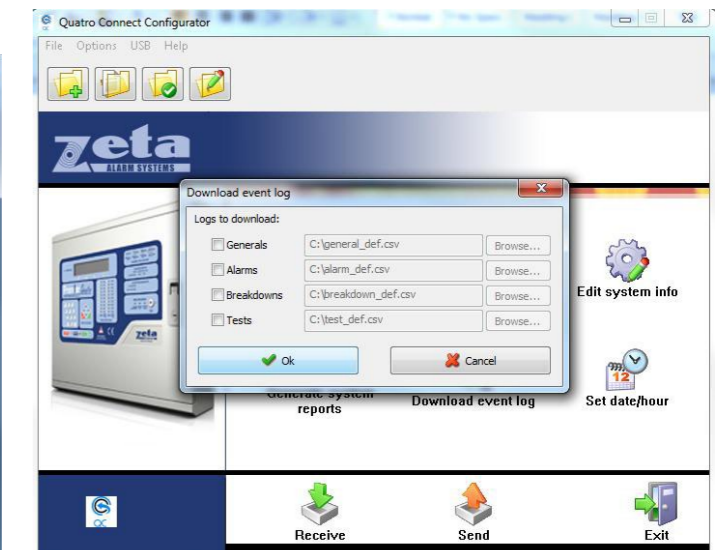 Quatro Connect Configurator
File Options USB Help
zeta
ALARM SYSTEMS
Download event log
Logs to download:
Generals C:\general_def.csv Browse...
Alarms C:\alarm_def.csv Browse...
Breakdowns C:\breakdown_def.csv Browse...
Tests C:\test_def.csv Browse...
Ok Cancel
Edit system info
zeta
Generate system
reports
Download event log
12
Set date/hour
QC
Receive Send Exit